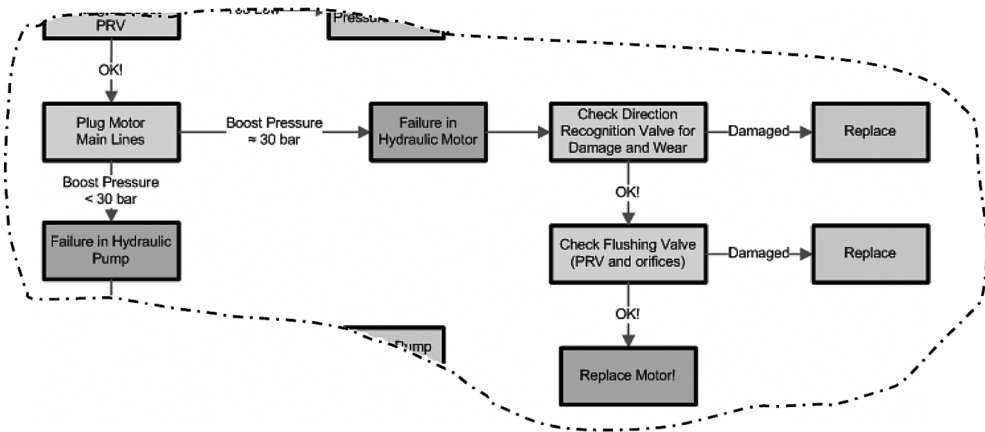 PRV
Pressu
OK!
Plug Motor
Main Lines
Boost Pressure
≈ 30 bar
Failure in
Hydraulic Motor
Check Direction
Recognition Valve for
Damage and Wear
Damaged
Replace
Boost Pressure
< 30 bar
OK!
Failure in Hydraulic
Pump
Check Flushing Valve
(PRV and orifices)
Damaged
Replace
OK!
Pump
Replace Motor!